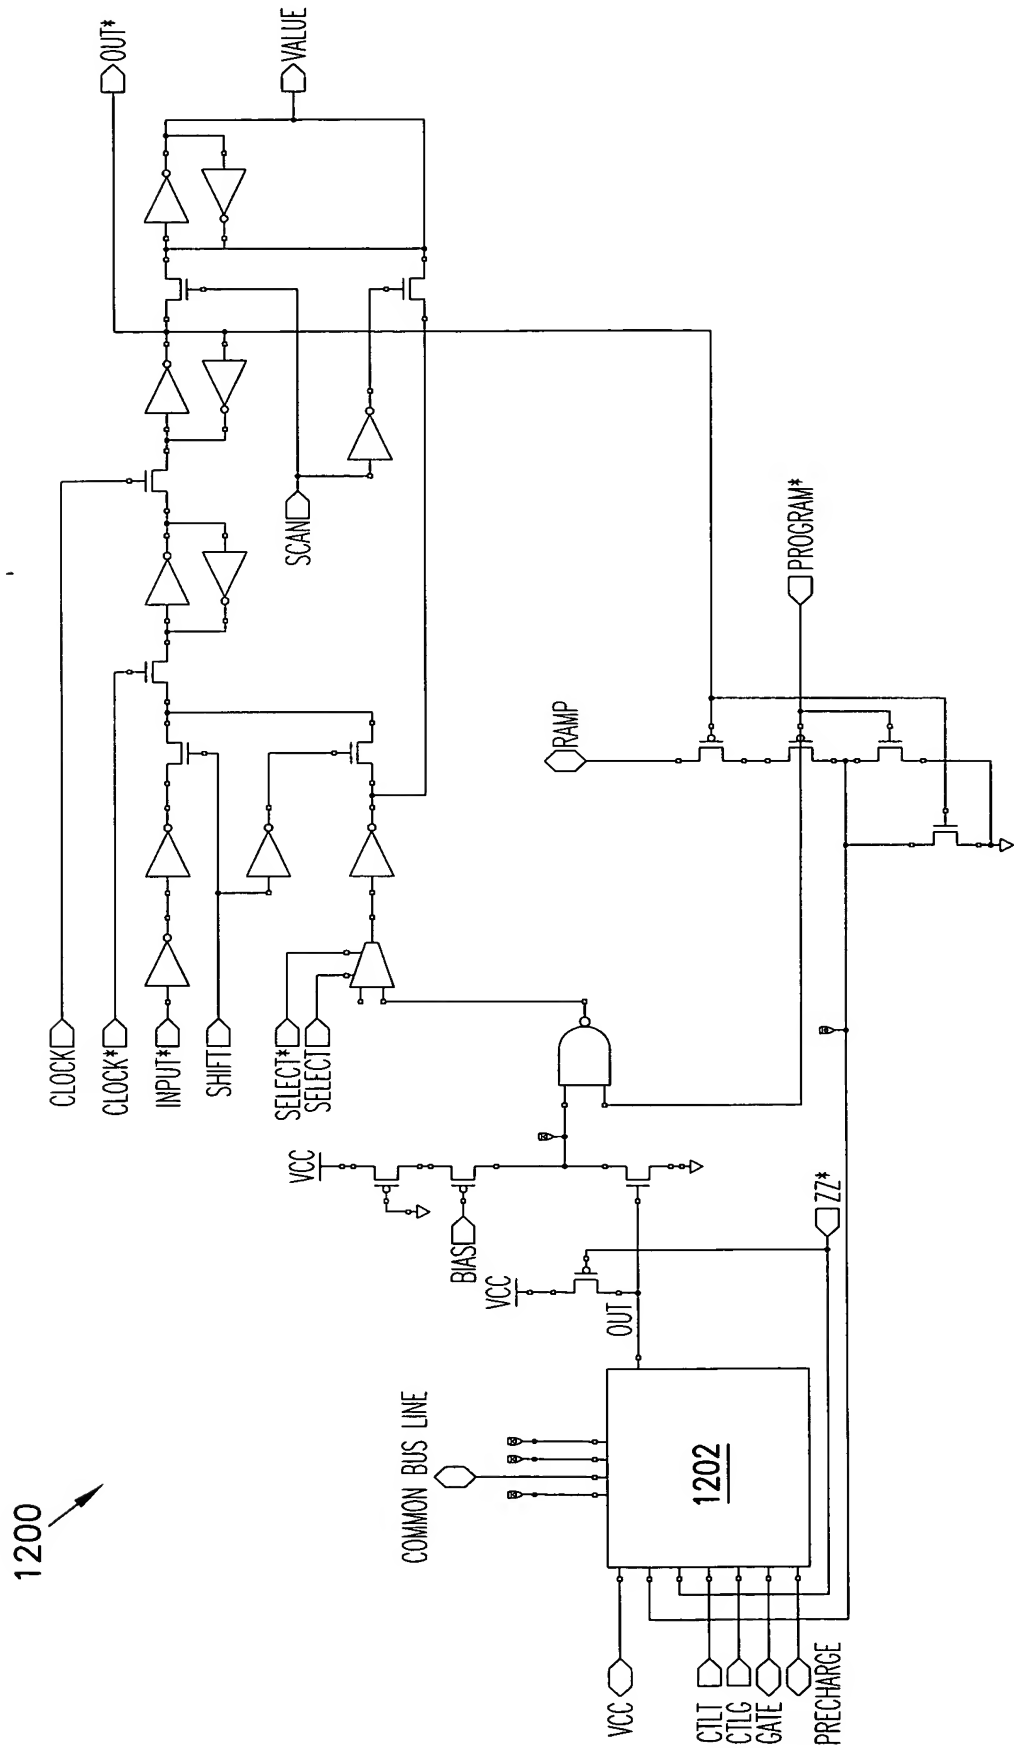 1200
OUT*
VALUE
CLOCK
CLOCK*
INPUT*
SHIFT
SELECT*
SELECT
SCAN
VCC
BIAS
VCC
OUT
RAMP
PROGRAM*
ZZ*
COMMON BUS LINE
1202
VCC
CTLT
CTLG
GATE
PRECHARGE